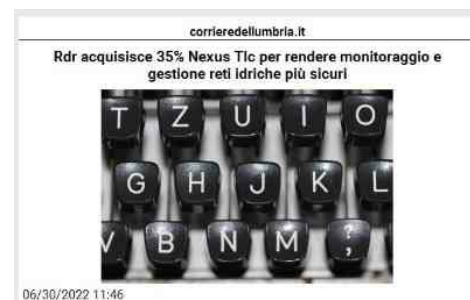 corrieredellumbria.it
Rdr acquisisce 35% Nexus Tlc per rendere monitoraggio e
gestione reti idriche più sicuri
T Z U I O
G H J K L
V B N M ? ;
06/30/2022 11:46